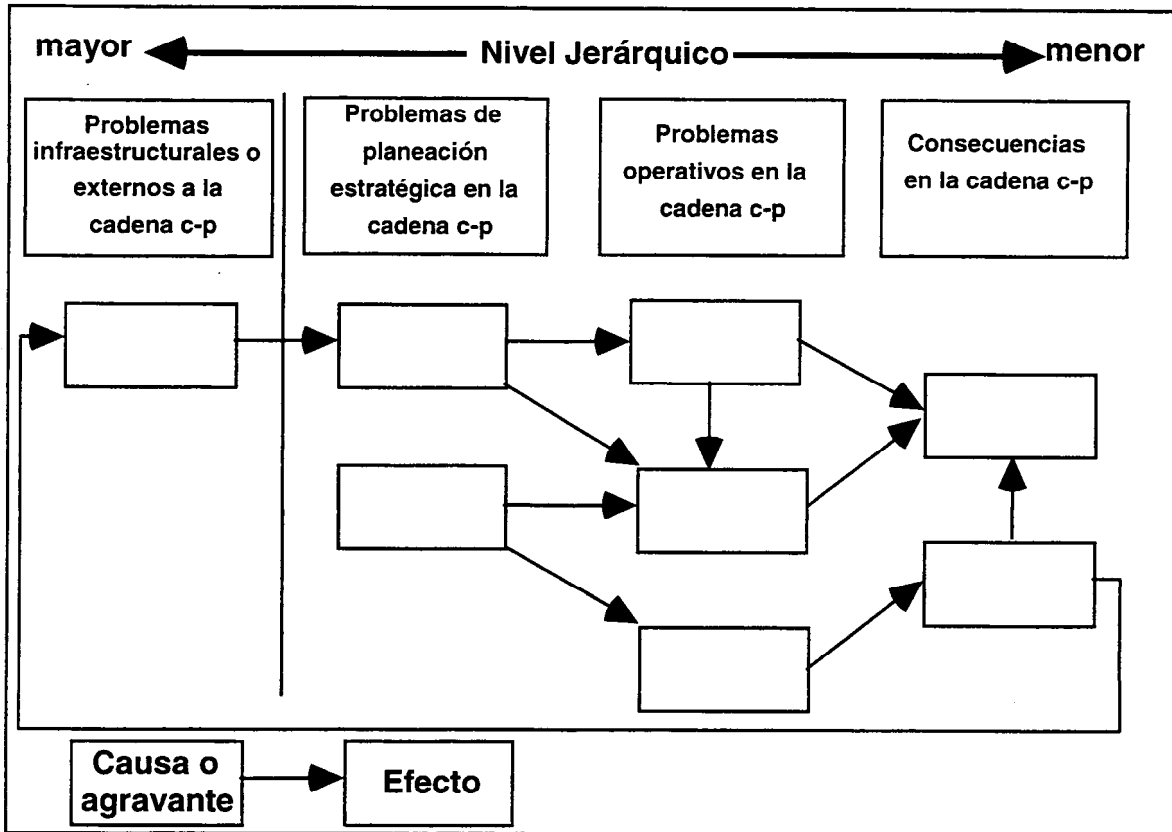 mayor Nivel Jerárquico menor
Problemas
infraestructurales o
externos a la
cadena c-p
Problemas de
planeación
estratégica en la
cadena c-p
Problemas
operativos en la
cadena c-p
Consecuencias
en la cadena c-p
Causa o
agravante
Efecto